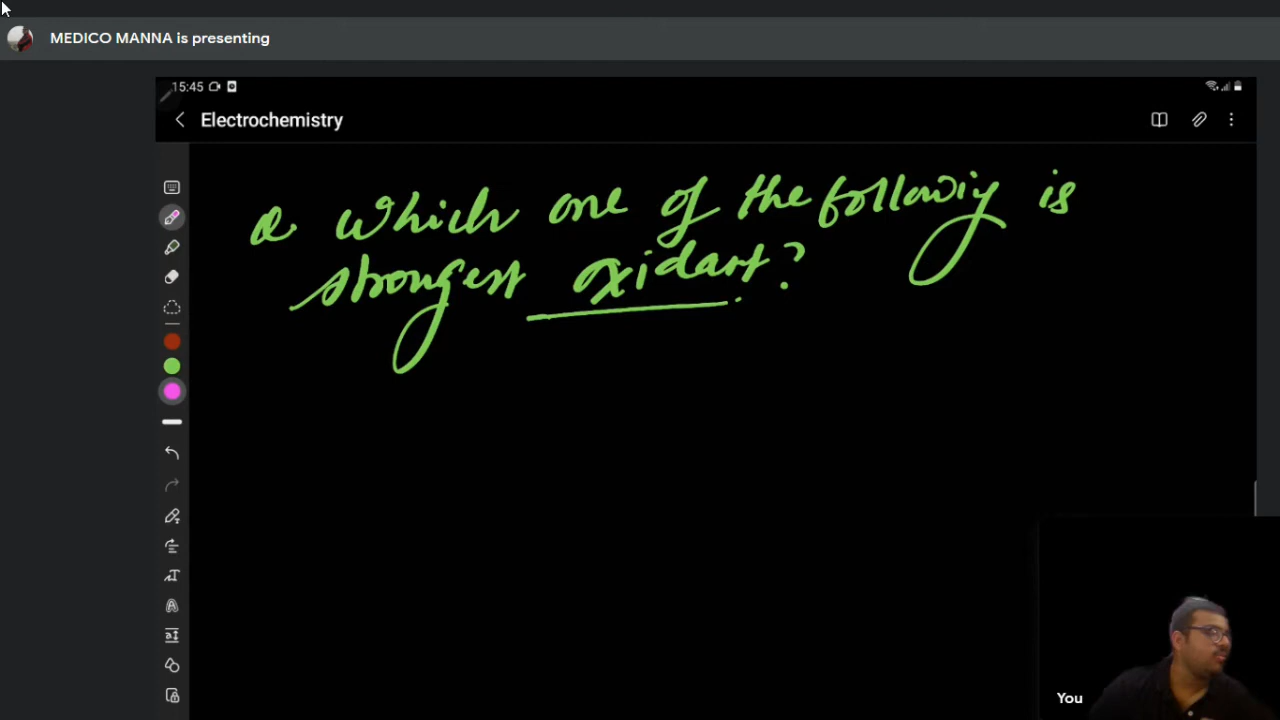 MEDICO MANNA is presenting
15:45
Electrochemistry
Q. Which one of the following is
strongest oxidant?
You